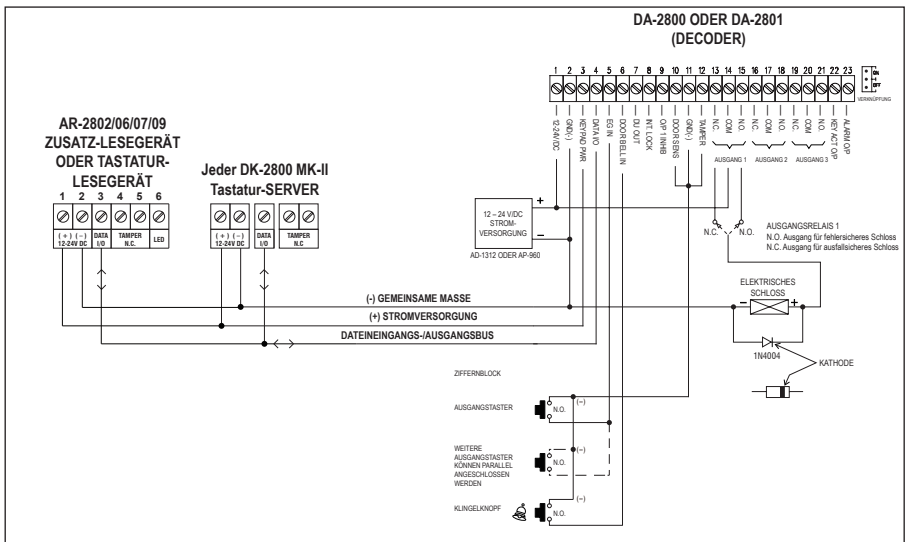 DA-2800 ODER DA-2801
(DECODER)
1 2 3 4 5 6 7 8 9 10 11 12 13 14 15 16 17 18 19 20 21 22 23
ON
OFF
VERKNÜPFUNG
12-24V/DC
GND(-)
KEYPAD PWR
DATA I/O
EG IN
DOOR BELL IN
DU OUT
INT. LOCK
O/P 1 INHIB
DOOR SENS
GND(-)
TAMPER
N.C.
COM
N.O.
N.C.
COM
N.O.
N.C.
COM
N.O.
KEY ACT O/P
ALARM O/P
AUSGANG 1 AUSGANG 2 AUSGANG 3
AR-2802/06/07/09
ZUSATZ-LESEGERÄT
ODER TASTATUR-
LESEGERÄT
1 2 3 4 5 6
(+) (-)
12-24V DC
DATA
I/O
TAMPER
N.C.
LED
Jeder DK-2800 MK-II
Tastatur-SERVER
(+) (-)
12-24V DC
DATA
I/O
TAMPER
N.C
12 – 24 V/DC
STROM-
VERSORGUNG
+
–
AD-1312 ODER AP-960
N.C. N.O.
AUSGANGSRELAIS 1
N.O. Ausgang für fehlersicheres Schloss
N.C. Ausgang für ausfallsicheres Schloss
ELEKTRISCHES
SCHLOSS
– +
1N4004
KATHODE
(-) GEMEINSAME MASSE
(+) STROMVERSORGUNG
DATEINEINGANGS-/AUSGANGSBUS
ZIFFERNBLOCK
AUSGANGSTASTER
N.O.
(–)
WEITERE
AUSGANGSTASTER
KÖNNEN PARALLEL
ANGESCHLOSSEN
WERDEN
N.O.
(–)
KLINGELKNOPF
N.O.
(–)